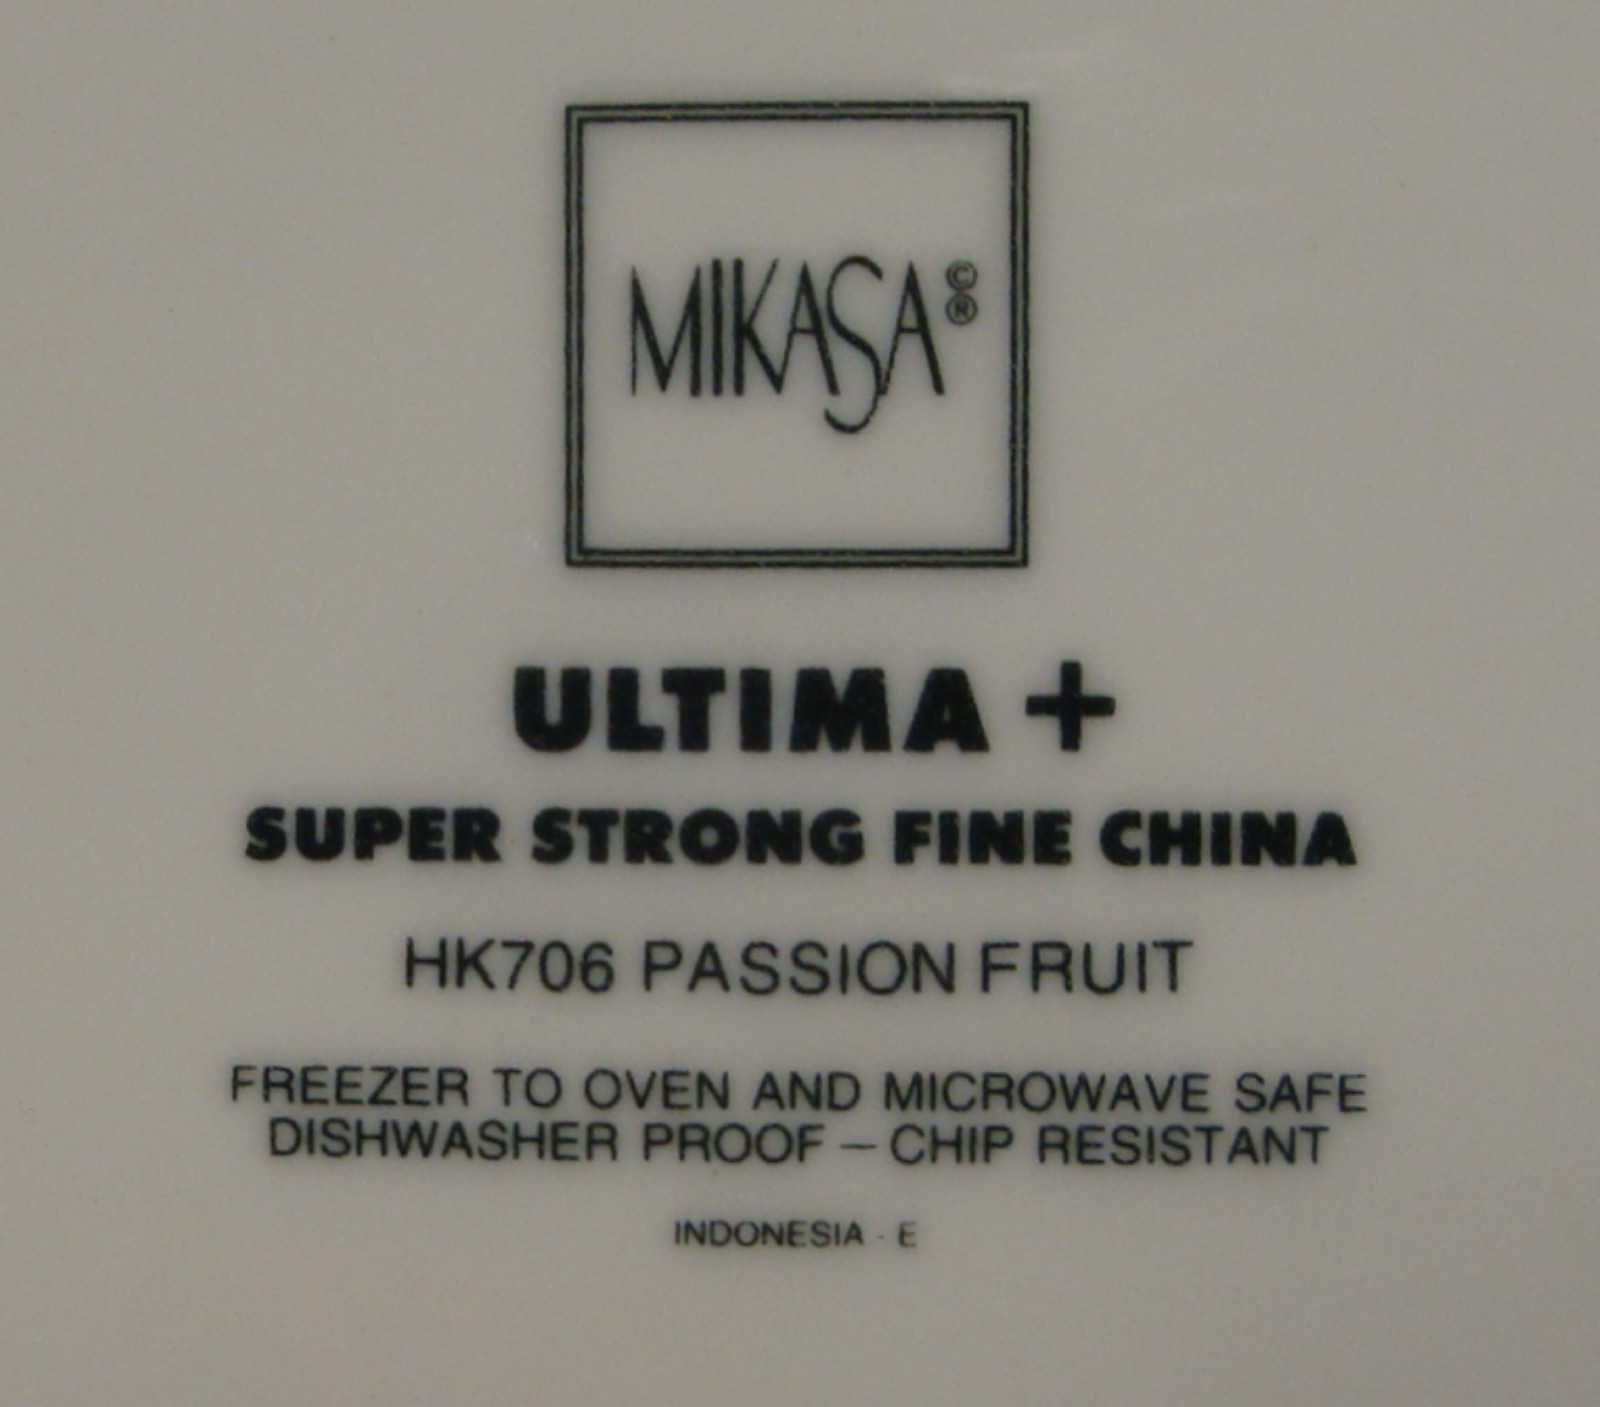 MIKASA©®
ULTIMA +
SUPER STRONG FINE CHINA
HK706 PASSION FRUIT
FREEZER TO OVEN AND MICROWAVE SAFE
DISHWASHER PROOF — CHIP RESISTANT
INDONESIA - E